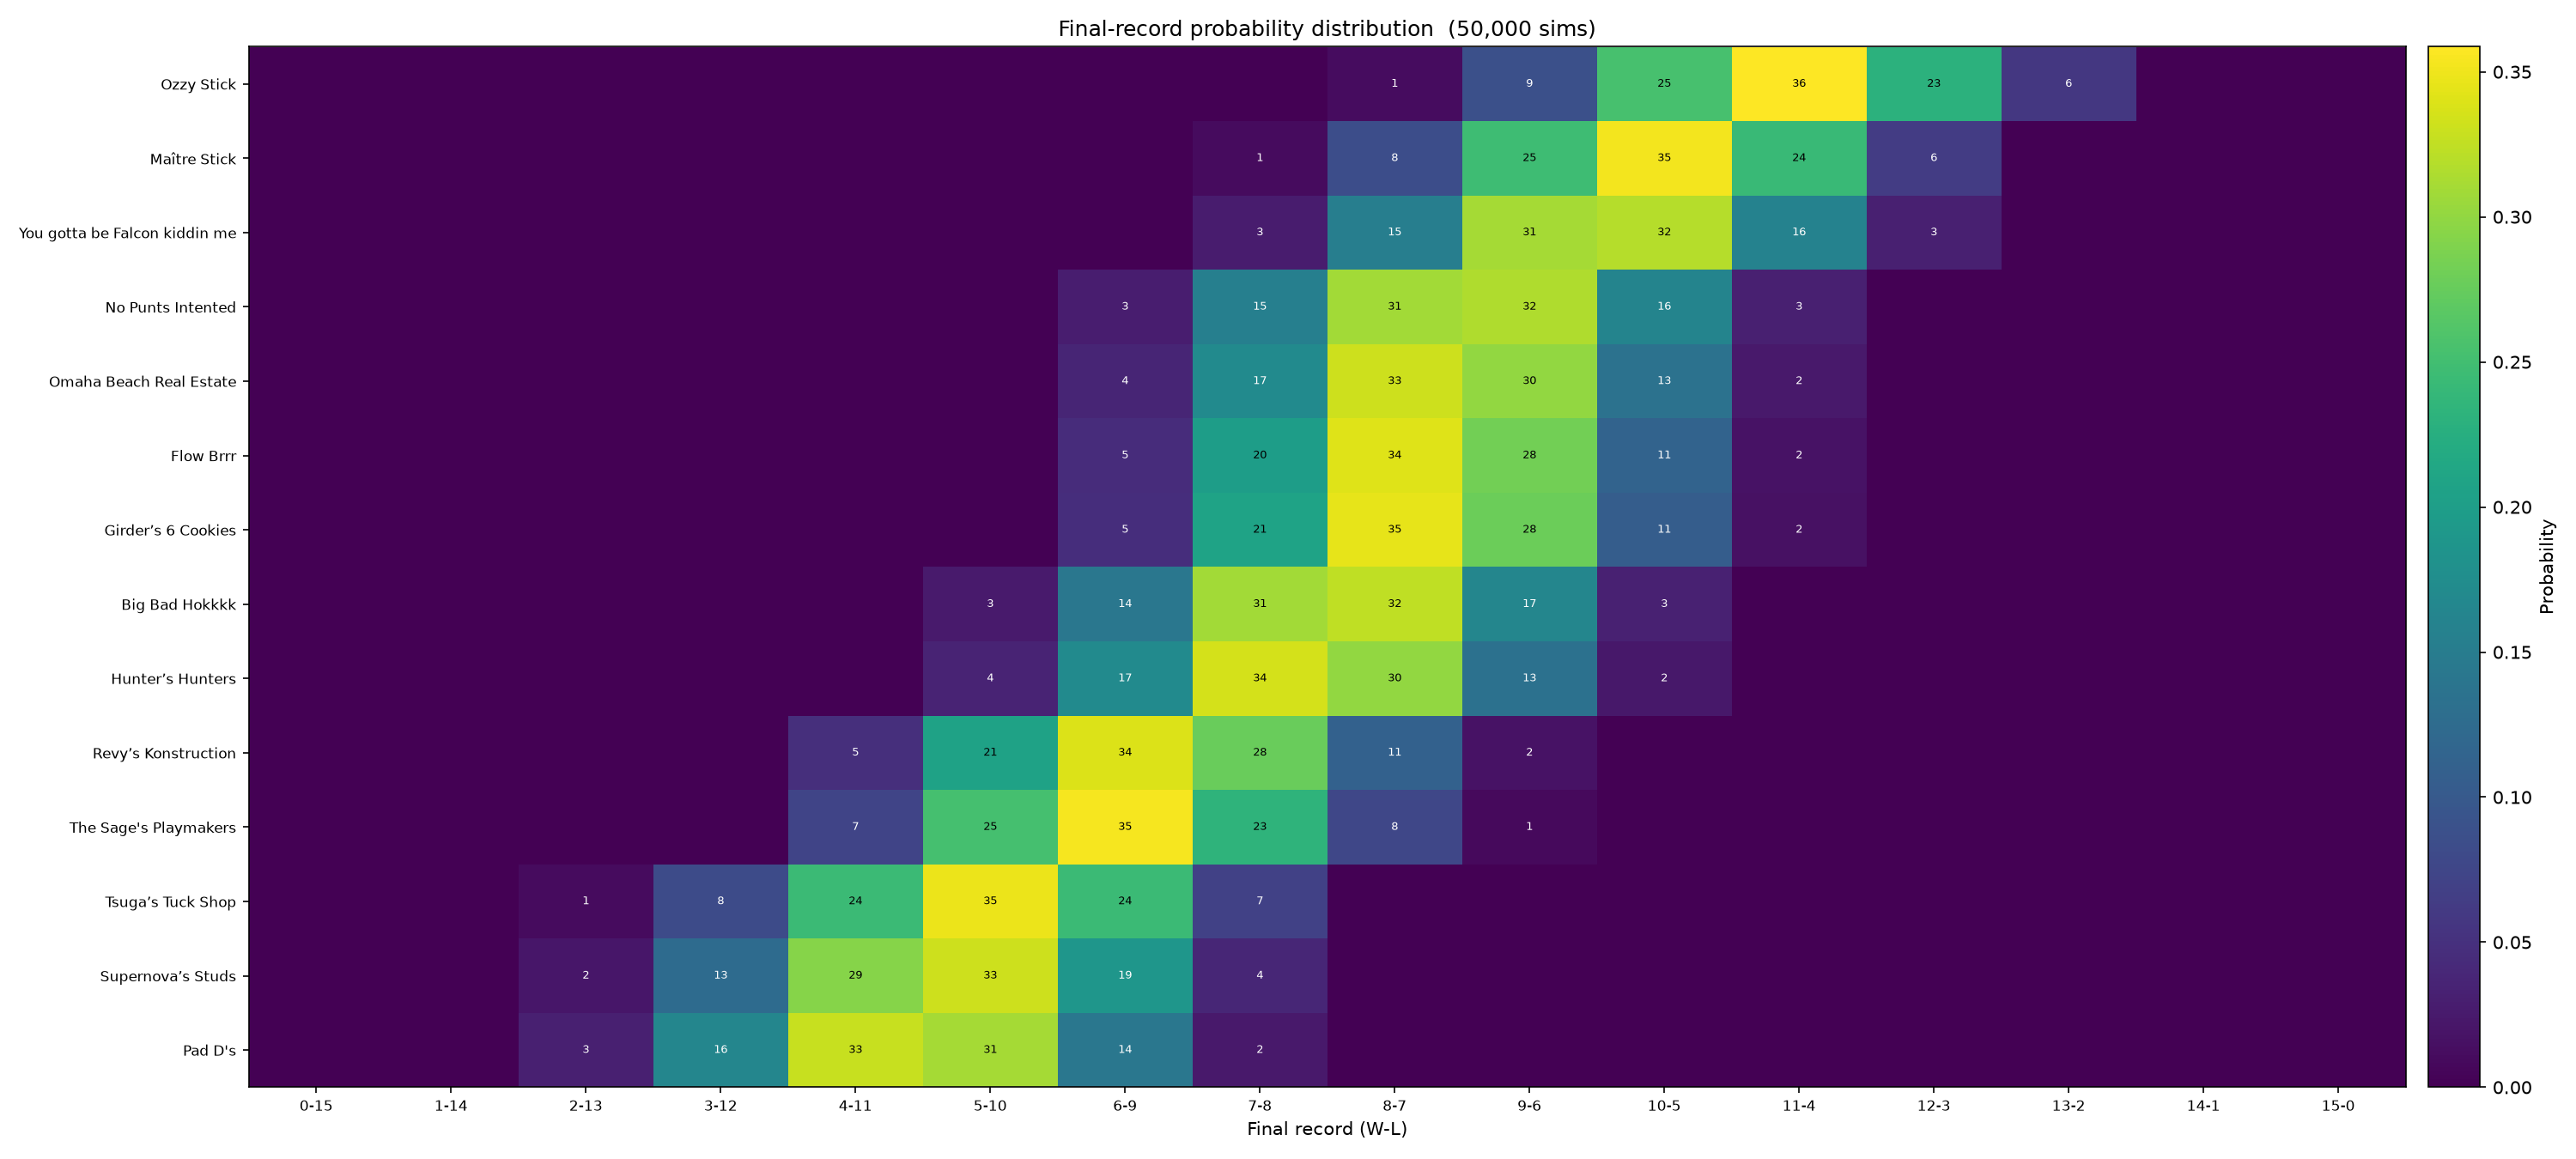 Final-record probability distribution (50,000 sims)
Ozzy Stick 1 9 25 36 23 6
Maître Stick 1 8 25 35 24 6
You gotta be Falcon kiddin me 3 15 31 32 16 3
No Punts Intented 3 15 31 32 16 3
Omaha Beach Real Estate 4 17 33 30 13 2
Flow Brrr 5 20 34 28 11 2
Girder’s 6 Cookies 5 21 35 28 11 2
Big Bad Hokkkk 3 14 31 32 17 3
Hunter’s Hunters 4 17 34 30 13 2
Revy’s Konstruction 5 21 34 28 11 2
The Sage's Playmakers 7 25 35 23 8 1
Tsuga’s Tuck Shop 1 8 24 35 24 7
Supernova’s Studs 2 13 29 33 19 4
Pad D's 3 16 33 31 14 2
0-15 1-14 2-13 3-12 4-11 5-10 6-9 7-8 8-7 9-6 10-5 11-4 12-3 13-2 14-1 15-0
Final record (W-L)
0.35
0.30
0.25
0.20
0.15
0.10
0.05
0.00
Probability